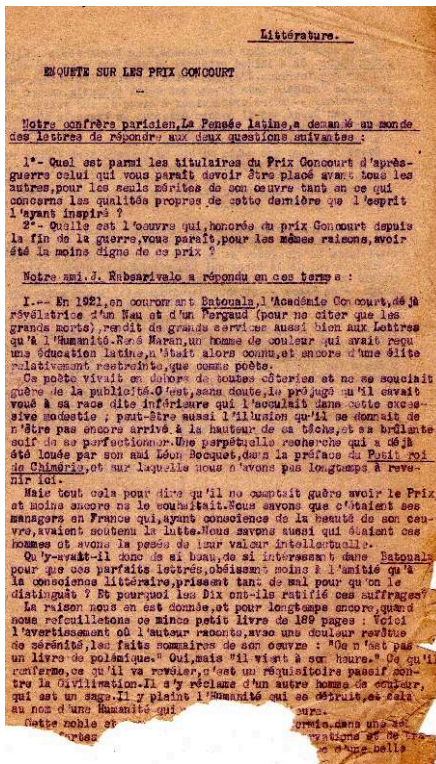 Littérature.
ENQUETE SUR LES PRIX GONCOURT
Notre confrère parisien,La Pensée latine,a demandé au monde
des lettres de répondre aux deux questions suivantes :
1°- Quel est parmi les titulaires du Prix Goncourt d'après-
guerre celui qui vous paraît devoir être placé avant tous les
autres,pour les seuls mérites de son oeuvre tant en ce qui
concerne les qualités propres de cette dernière que l'esprit
l'ayant inspiré ?
2°- Quelle est l'oeuvre qui,honorée du prix Goncourt depuis
la fin de la guerre,vous paraît,pour les mêmes raisons,avoir
été la moins digne de ce prix ?
Notre ami J. Rabearivelo a répondu en ces termes :
I.-- En 1921,en couronnant Batouala,l'Académie Goncourt,déjà
révélatrice d'un Nau et d'un Pergaud (pour ne citer que les
grands morts),rendit de grands services aussi bien aux Lettres
qu'à l'Humanité.René Maran,un homme de couleur qui avait reçu
une éducation latine,n'était alors connu,et encore d'une élite
relativement restreinte,que comme poète.
Ce poète vivait en dehors de toutes côteries et ne se souciait
guère de la publicité.C'est,sans doute,le préjugé qu'il savait
voué à sa race dite inférieure qui l'acculait dans cette exces-
sive modestie ; peut-être aussi l'illusion qu'il se donnait de
n'être pas encore arrivé à la hauteur de sa tâche,et sa brûlante
soif de se perfectionner.Une perpétuelle recherche qui a déjà
été louée par son ami Léon Bocquet,dans la préface du Petit roi
de Chimérie,et sur laquelle nous n'avons pas longtemps à reve-
nir ici.
Mais tout cela pour dire qu'il ne comptait guère avoir le Prix
et moins encore ne le souhaitait.Nous savons que c'étaient ses
managers en France qui,ayant conscience de la beauté de son oeu-
vre,avaient soutenu la lutte.Nous savons aussi qui étaient ces
hommes et avons la pesée de leur valeur intellectuelle.
Qu'y-avait-il donc de si beau,de si intéressant dans Batouala
pour que ces parfaits lettrés,obéissant moins à l'amitié qu'à
la conscience littéraire,prissent tant de mal pour qu'on le
distinguât ? Et pourquoi les Dix ont-ils ratifié ces suffrages?
La raison nous en est donnée,et pour longtemps encore,quand
nous refeuilletons ce mince petit livre de 189 pages : Voici
l'avertissement où l'auteur raconte,avec une douleur revêtue
de sérénité,les faits sommaires de son oeuvre : "Ce n'est pas
un livre de polémique." Oui,mais "il vient à son heure." Ce qu'il
renferme,ce qu'il va révéler,c'est un réquisitoire passif con-
tre la Civilisation.Il s'y réclame d'un autre homme de couleur,
qui est un sage.Il y plaint l'Humanité qui se détruit,et cela
au nom d'une Humanité qui eure.
Cette noble et dans une
fortes vations et de
d'une belle